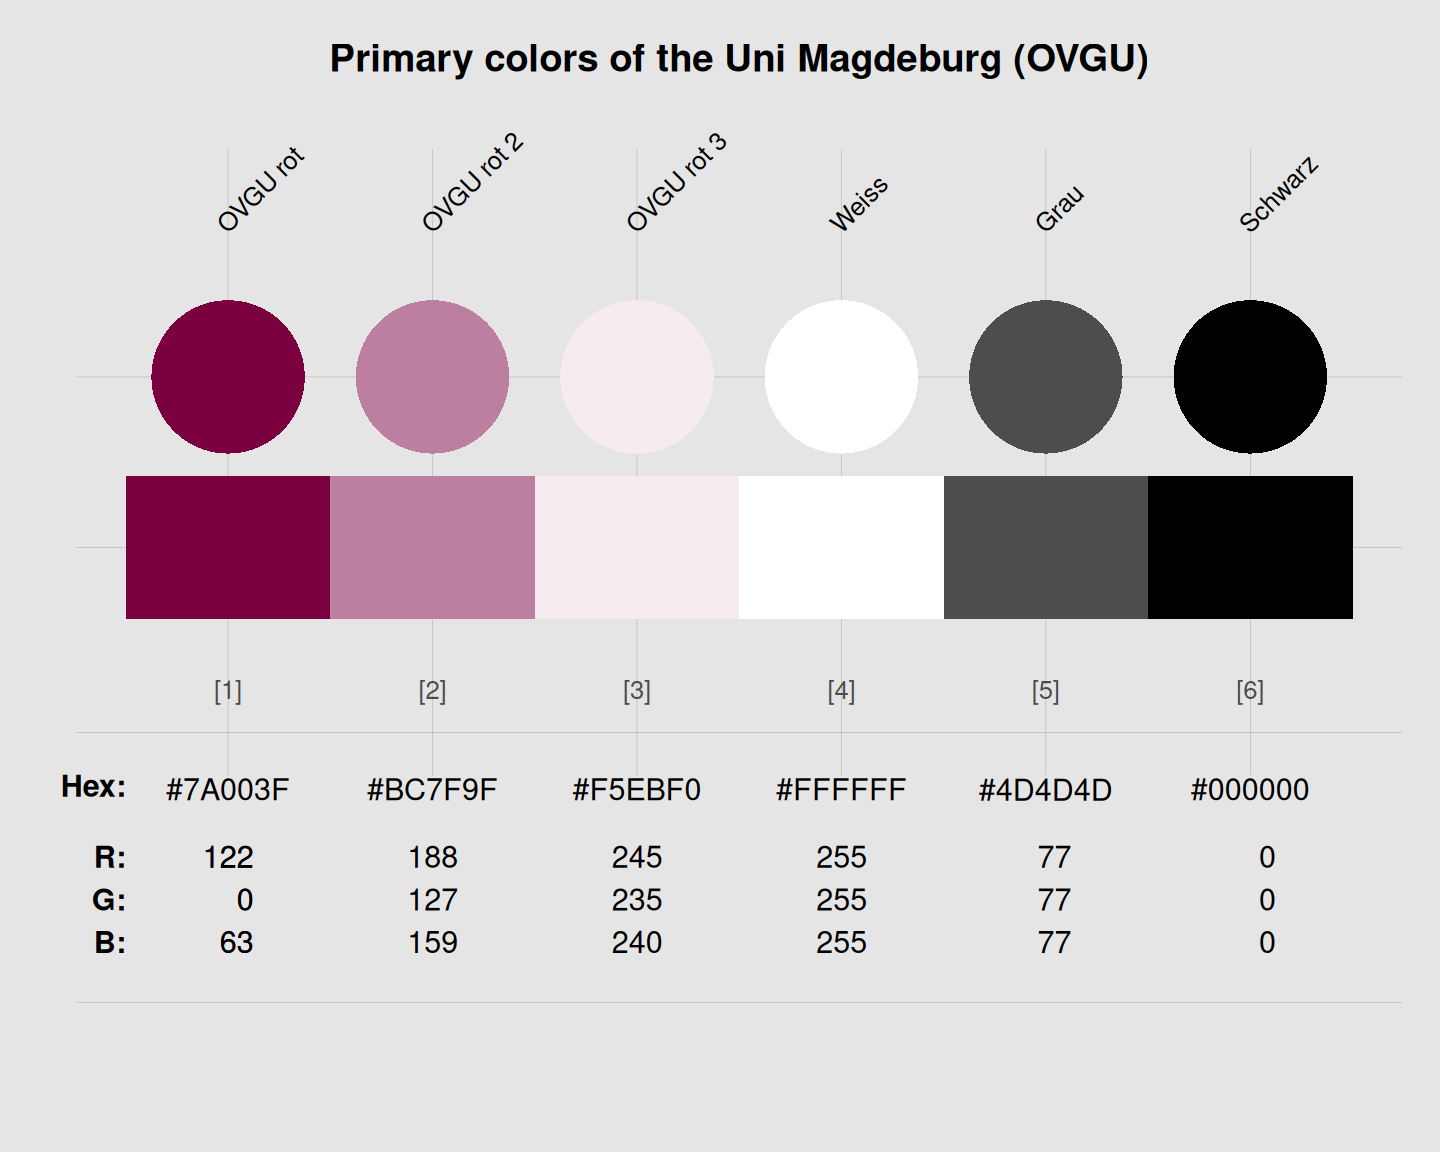 Primary colors of the Uni Magdeburg (OVGU)
OVGU rot OVGU rot 2 OVGU rot 3 Weiss Grau Schwarz
[1] [2] [3] [4] [5] [6]
Hex: #7A003F #BC7F9F #F5EBF0 #FFFFFF #4D4D4D #000000
R: 122 188 245 255 77 0
G: 0 127 235 255 77 0
B: 63 159 240 255 77 0